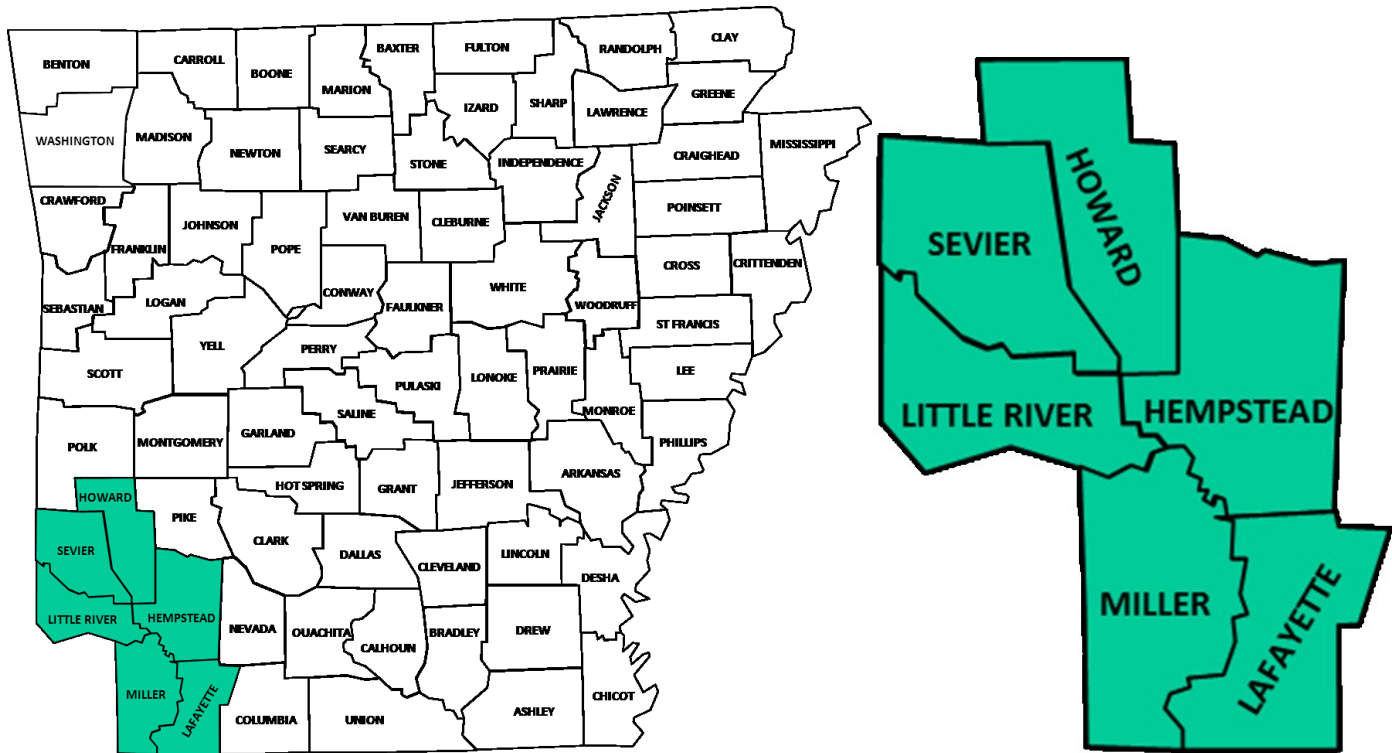 BENTON
CARROLL
BOONE
MARION
BAXTER
FULTON
RANDOLPH
CLAY
WASHINGTON
MADISON
NEWTON
SEARCY
STONE
IZARD
SHARP
LAWRENCE
GREENE
INDEPENDENCE
CRAIGHEAD
MISSISSIPPI
CRAWFORD
FRANKLIN
JOHNSON
POPE
VAN BUREN
CLEBURNE
JACKSON
POINSETT
SEBASTIAN
LOGAN
CONWAY
FAULKNER
WHITE
WOODRUFF
CROSS
CRITTENDEN
SCOTT
YELL
PERRY
PULASKI
LONOKE
PRAIRIE
ST FRANCIS
LEE
POLK
MONTGOMERY
GARLAND
SALINE
MONROE
PHILLIPS
HOT SPRING
GRANT
JEFFERSON
ARKANSAS
HOWARD
PIKE
CLARK
DALLAS
CLEVELAND
LINCOLN
DESHA
SEVIER
LITTLE RIVER
HEMPSTEAD
NEVADA
OUACHITA
CALHOUN
BRADLEY
DREW
MILLER
LAFAYETTE
COLUMBIA
UNION
ASHLEY
CHICOT
HOWARD
SEVIER
LITTLE RIVER
HEMPSTEAD
MILLER
LAFAYETTE